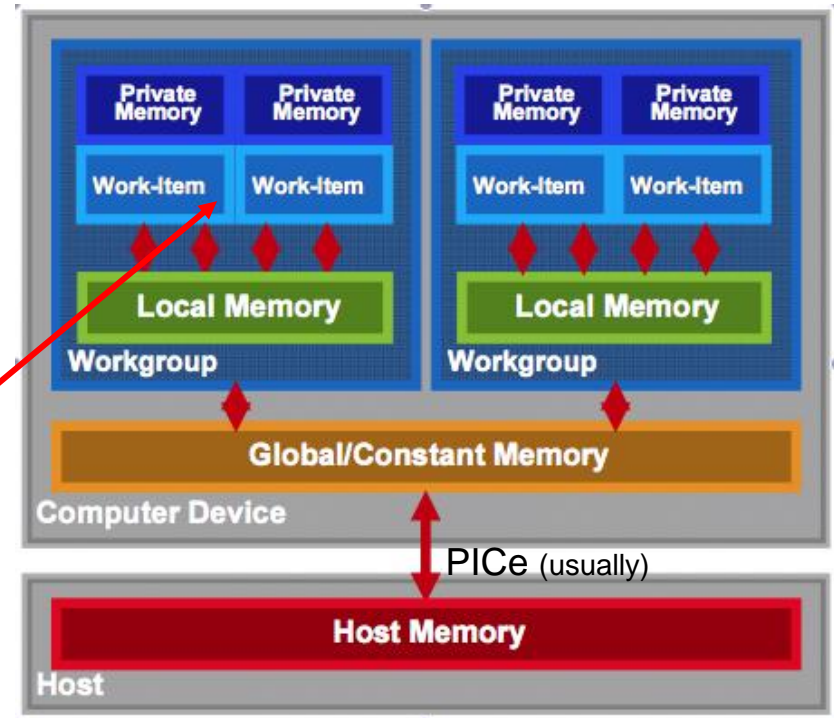 Private Memory Private Memory Private Memory Private Memory
Work-Item Work-Item Work-Item Work-Item
Local Memory Local Memory
Workgroup Workgroup
Global/Constant Memory
Computer Device
PICe (usually)
Host Memory
Host